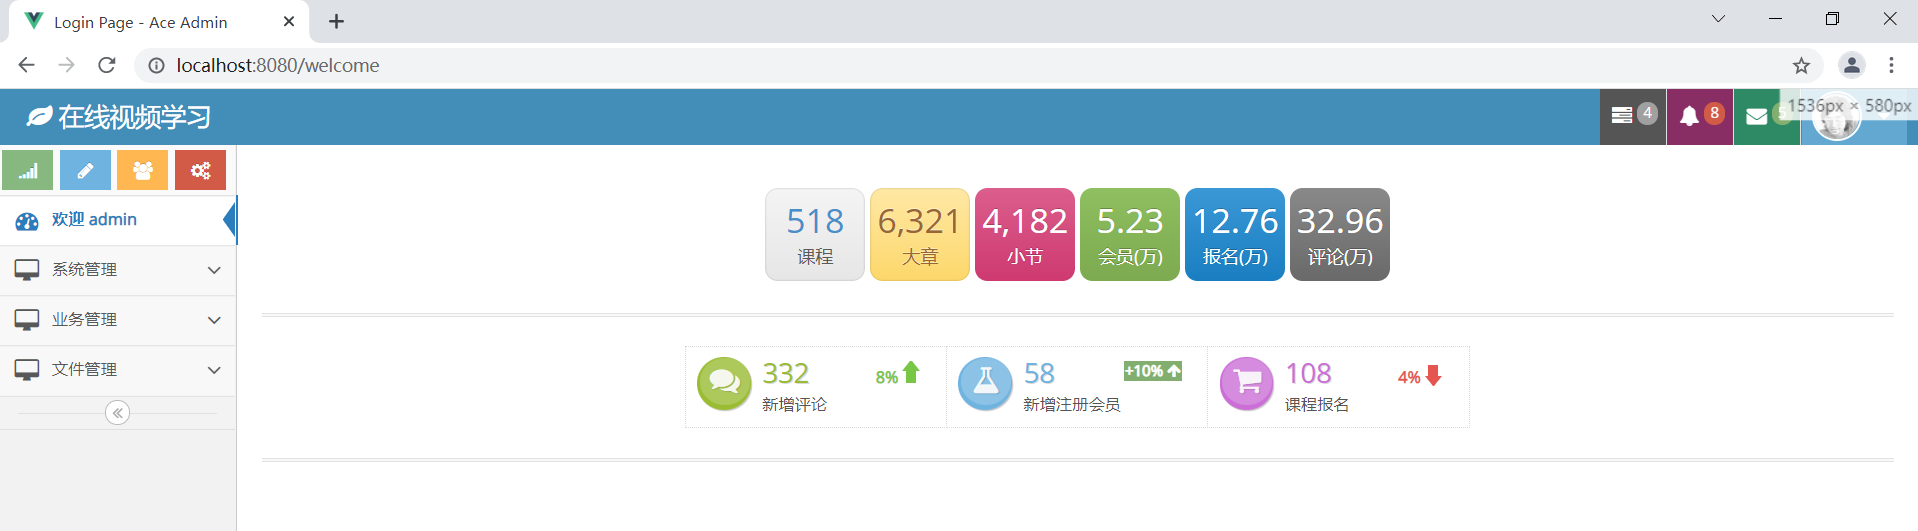 Login Page - Ace Admin
localhost:8080/welcome
在线视频学习
4
8
5
1536px × 580px
欢迎 admin
系统管理
业务管理
文件管理
518
课程
6,321
大章
4,182
小节
5.23
会员(万)
12.76
报名(万)
32.96
评论(万)
332
8%
新增评论
58
+10%
新增注册会员
108
4%
课程报名